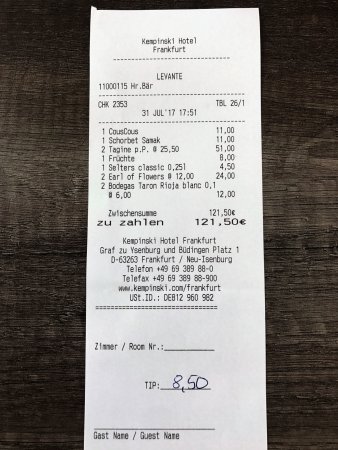 Kempinski Hotel
Frankfurt
LEVANTE
11000115 Hr.Bär
CHK 2353 TBL 26/1
31 JUL'17 17:51
1 CousCous 11,00
1 Schorbet Samak 11,00
2 Tagine p.P. @ 25,50 51,00
1 Früchte 8,00
1 Selters classic 0,25l 4,50
2 Earl of Flowers @ 12,00 24,00
2 Bodegas Taron Rioja blanc 0,1
@ 6,00 12,00
Zwischensumme 121,50€
zu zahlen 121,50€
Kempinski Hotel Frankfurt
Graf zu Ysenburg und Büdingen Platz 1
D-63263 Frankfurt / Neu-Isenburg
Telefon +49 69 389 88-0
Telefax +49 69 389 88-900
www.kempinski.com/frankfurt
USt.ID.: DE812 960 982
Zimmer / Room Nr.:
TIP: 8,50
Gast Name / Guest Name